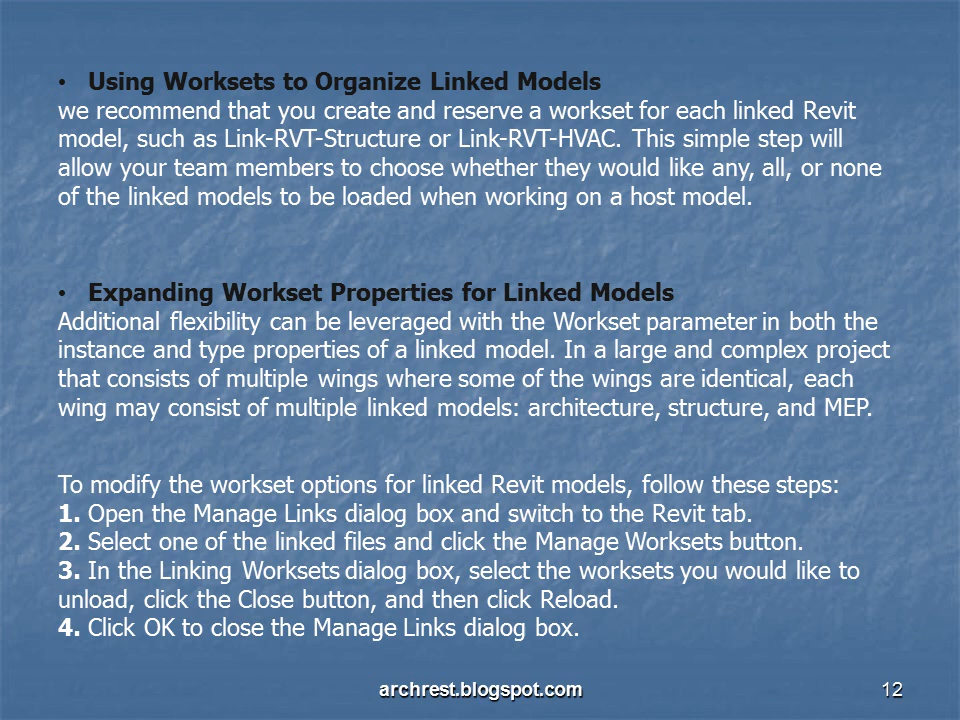 • Using Worksets to Organize Linked Models
we recommend that you create and reserve a workset for each linked Revit
model, such as Link-RVT-Structure or Link-RVT-HVAC. This simple step will
allow your team members to choose whether they would like any, all, or none
of the linked models to be loaded when working on a host model.
• Expanding Workset Properties for Linked Models
Additional flexibility can be leveraged with the Workset parameter in both the
instance and type properties of a linked model. In a large and complex project
that consists of multiple wings where some of the wings are identical, each
wing may consist of multiple linked models: architecture, structure, and MEP.
To modify the workset options for linked Revit models, follow these steps:
1. Open the Manage Links dialog box and switch to the Revit tab.
2. Select one of the linked files and click the Manage Worksets button.
3. In the Linking Worksets dialog box, select the worksets you would like to
unload, click the Close button, and then click Reload.
4. Click OK to close the Manage Links dialog box.
archrest.blogspot.com 12